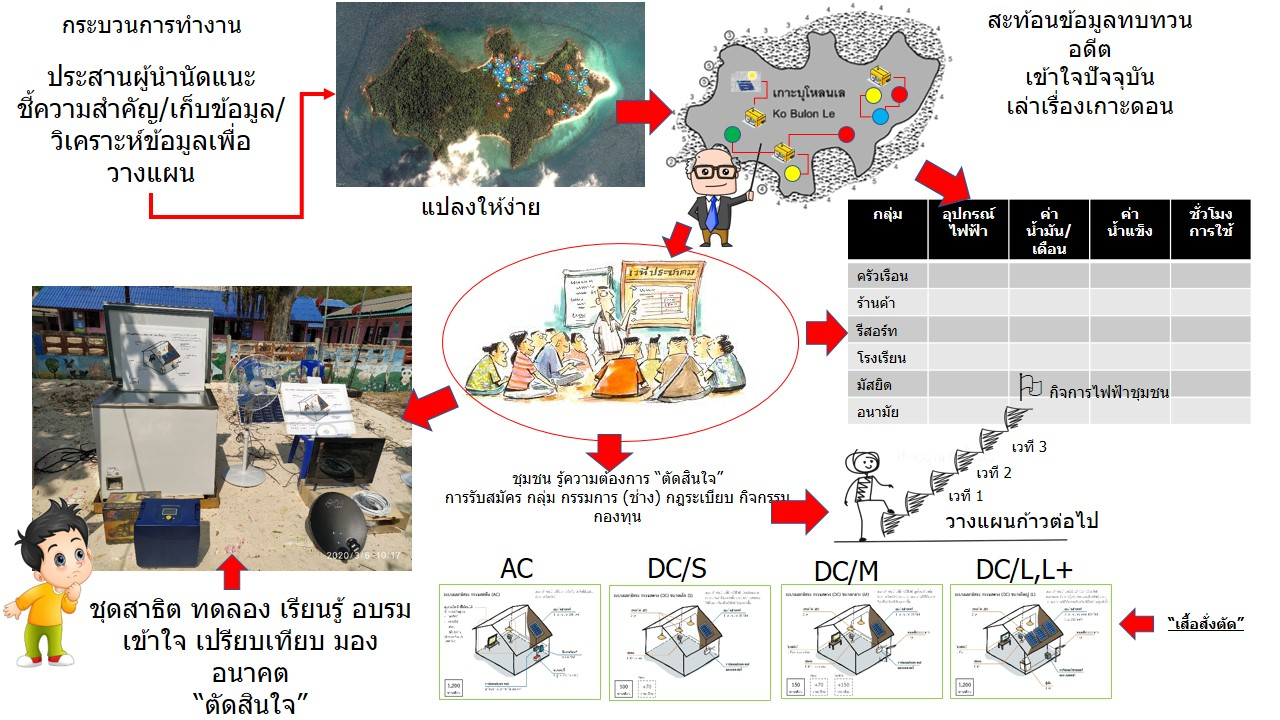 กระบวนการทำงาน
ประสานผู้นำนัดแนะ
ชี้ความสำคัญ/เก็บข้อมูล/
วิเคราะห์ข้อมูลเพื่อ
วางแผน
แปลงให้ง่าย
เกาะบุโหลนเล
Ko Bulon Le
สะท้อนข้อมูลทบทวน
อดีต
เข้าใจปัจจุบัน
เล่าเรื่องเกาะดอน
กลุ่ม
อุปกรณ์
ไฟฟ้า
ค่า
น้ำมัน/
เดือน
ค่า
น้ำแข็ง
ชั่วโมง
การใช้
ครัวเรือน
ร้านค้า
รีสอร์ท
โรงเรียน
มัสยิด
อนามัย
กิจการไฟฟ้าชุมชน
เวที 3
เวที 2
เวที 1
วางแผนก้าวต่อไป
เวทีประชาคม
ชุมชน รู้ความต้องการ “ตัดสินใจ”
การรับสมัคร กลุ่ม กรรมการ (ช่าง) กฎระเบียบ กิจกรรม
กองทุน
2020/3/6 10:17
ชุดสาธิต ทดลอง เรียนรู้ อบรม
เข้าใจ เปรียบเทียบ มอง
อนาคต
“ตัดสินใจ”
AC
DC/S
DC/M
DC/L,L+
1,200
100
+70
150
+70
+150
1,200
“เสื้อสั่งตัด”